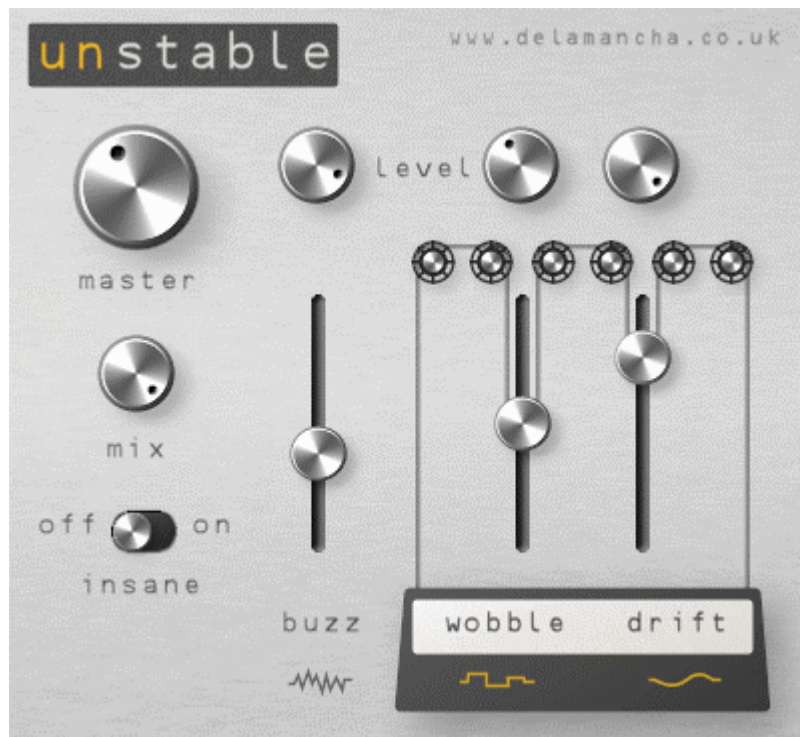 unstable
www.delamancha.co.uk
level
master
mix
off on
insane
buzz
wobble drift